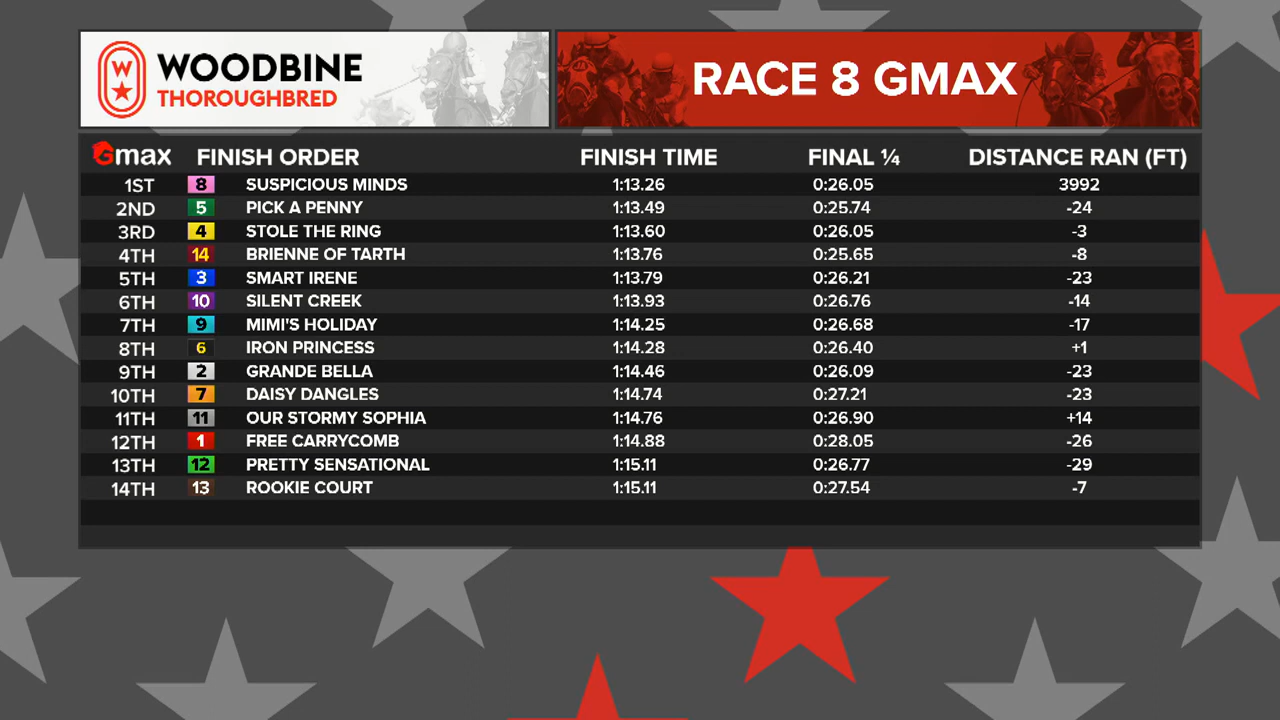 W
WOODBINE
THOROUGHBRED
RACE 8 GMAX
Gmax FINISH ORDER FINISH TIME FINAL ¼ DISTANCE RAN (FT)
1ST 8 SUSPICIOUS MINDS 1:13.26 0:26.05 3992
2ND 5 PICK A PENNY 1:13.49 0:25.74 -24
3RD 4 STOLE THE RING 1:13.60 0:26.05 -3
4TH 14 BRIENNE OF TARTH 1:13.76 0:25.65 -8
5TH 3 SMART IRENE 1:13.79 0:26.21 -23
6TH 10 SILENT CREEK 1:13.93 0:26.76 -14
7TH 9 MIMI'S HOLIDAY 1:14.25 0:26.68 -17
8TH 6 IRON PRINCESS 1:14.28 0:26.40 +1
9TH 2 GRANDE BELLA 1:14.46 0:26.09 -23
10TH 7 DAISY DANGLES 1:14.74 0:27.21 -23
11TH 11 OUR STORMY SOPHIA 1:14.76 0:26.90 +14
12TH 1 FREE CARRYCOMB 1:14.88 0:28.05 -26
13TH 12 PRETTY SENSATIONAL 1:15.11 0:26.77 -29
14TH 13 ROOKIE COURT 1:15.11 0:27.54 -7